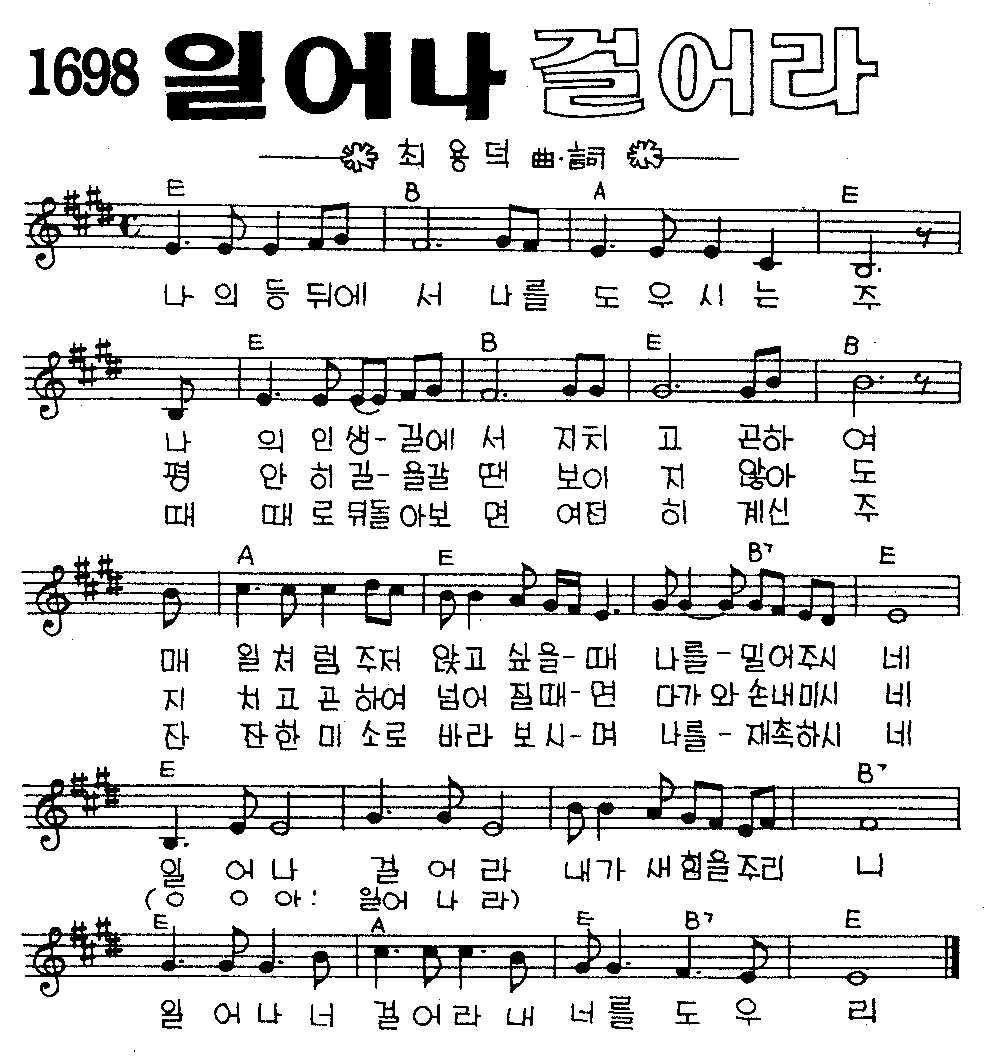 1698 일어나 걸어라
최용덕 曲·詞
E B A E
나의 등 뒤에 서 나를 도우시는 주
E B E B
나 의 인생-길에 서 지치 고 곤하 여
평 안히 길-을갈 땐 보이 지 않아 도
때 때로 뒤돌아보 면 여전 히 계신 주
A E B7 E
매 일 쳐럼 주저 앉고 싶을-때 나를-밀어주시 네
지 치고 곤하여 넘어 질때-면 다가와 손내미시 네
잔 잔한 미소로 바라 보시-며 나를-재촉하시 네
E B7
일 어나 걸어라 내가 새힘을주리 니
(ㅇ ㅇ 아! 일어나라)
E A E B7 E
일 어나 너 걸어라 내 너를 도우 리